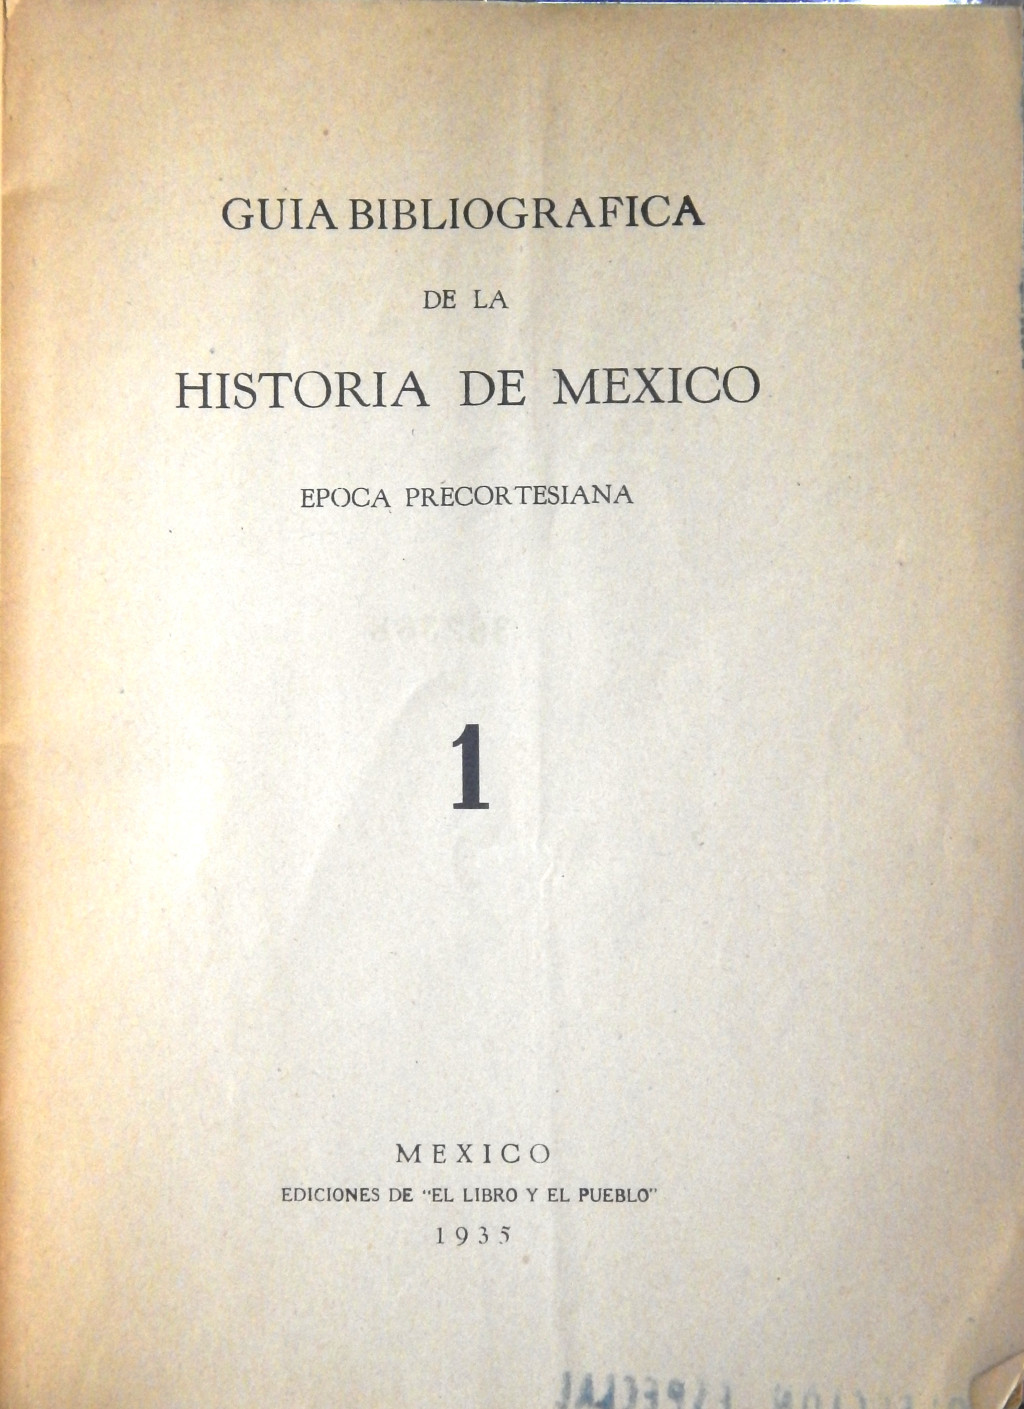 GUIA BIBLIOGRAFICA
DE LA
HISTORIA DE MEXICO
EPOCA PRECORTESIANA
1
MEXICO
EDICIONES DE "EL LIBRO Y EL PUEBLO"
1935